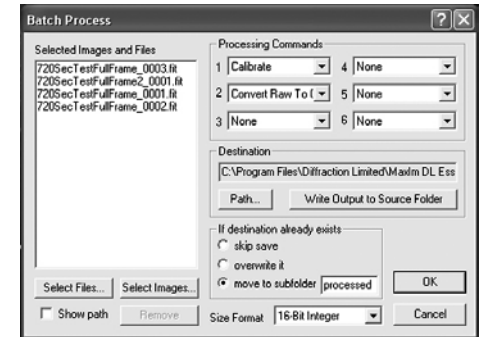 Batch Process
Selected Images and Files
720SecTestFullFrame_0003.fit
720SecTestFullFrame2_0001.fit
720SecTestFullFrame_0001.fit
720SecTestFullFrame_0002.fit
Select Files...
Select Images...
Show path
Remove
Processing Commands
1 Calibrate 4 None
2 Convert Raw To ( 5 None
3 None 6 None
Destination
C:\Program Files\Diffraction Limited\MaxIm DL Ess
Path...
Write Output to Source Folder
If destination already exists
skip save
overwrite it
move to subfolder processed
OK
Size Format 16-Bit Integer
Cancel